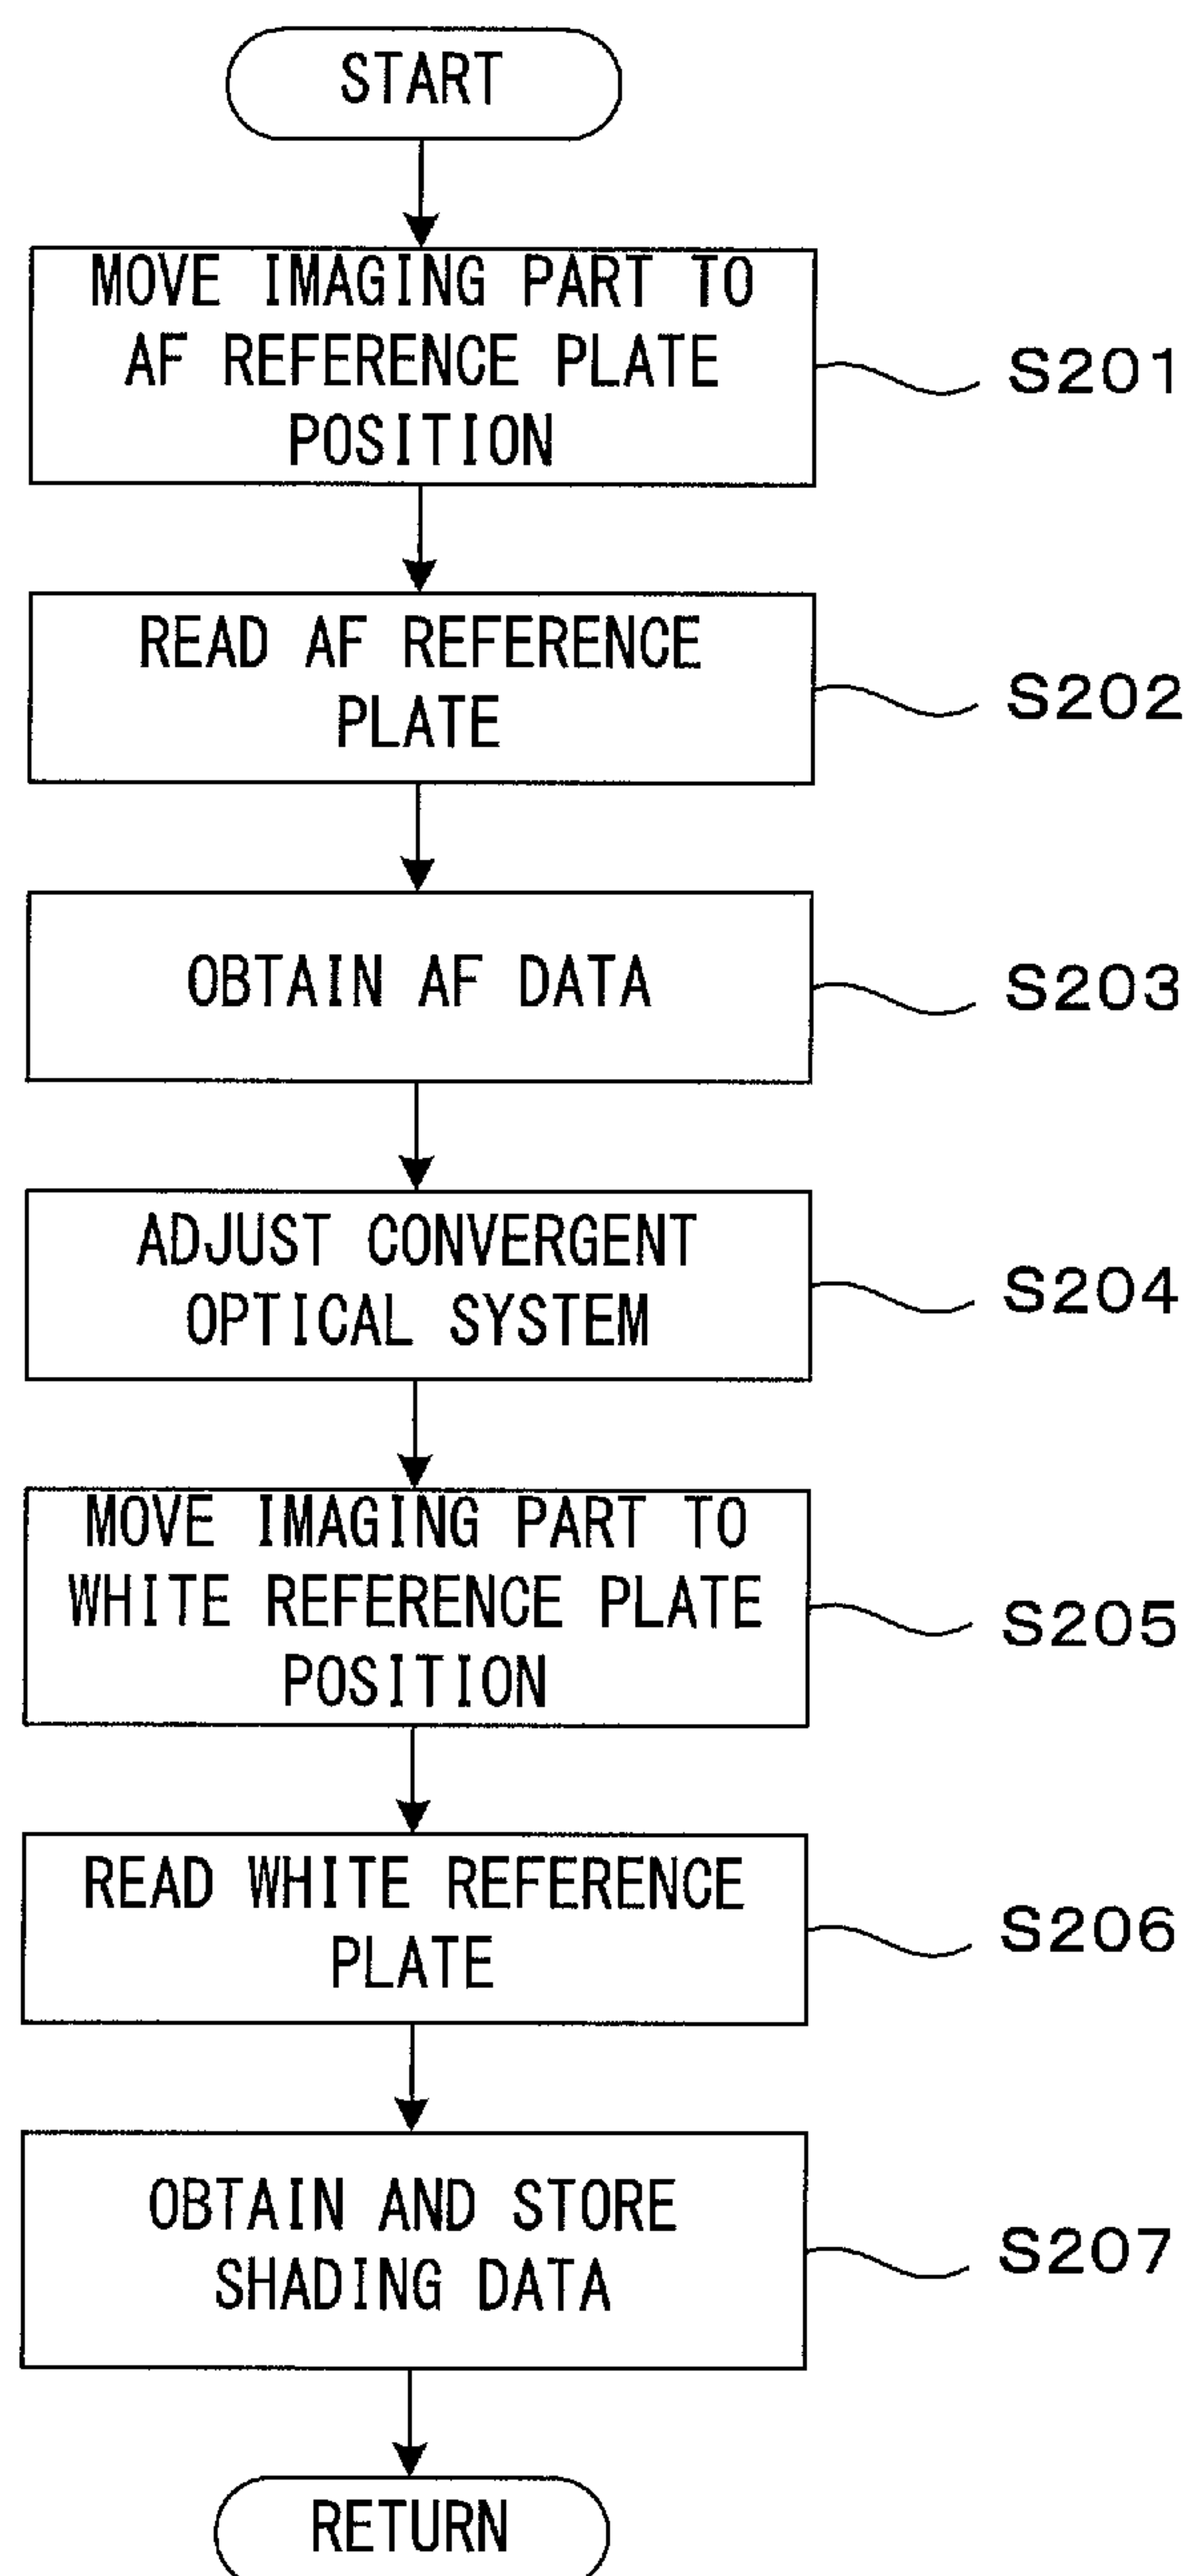 START
MOVE IMAGING PART TO
AF REFERENCE PLATE
POSITION
S201
READ AF REFERENCE
PLATE
S202
OBTAIN AF DATA
S203
ADJUST CONVERGENT
OPTICAL SYSTEM
S204
MOVE IMAGING PART TO
WHITE REFERENCE PLATE
POSITION
S205
READ WHITE REFERENCE
PLATE
S206
OBTAIN AND STORE
SHADING DATA
S207
RETURN